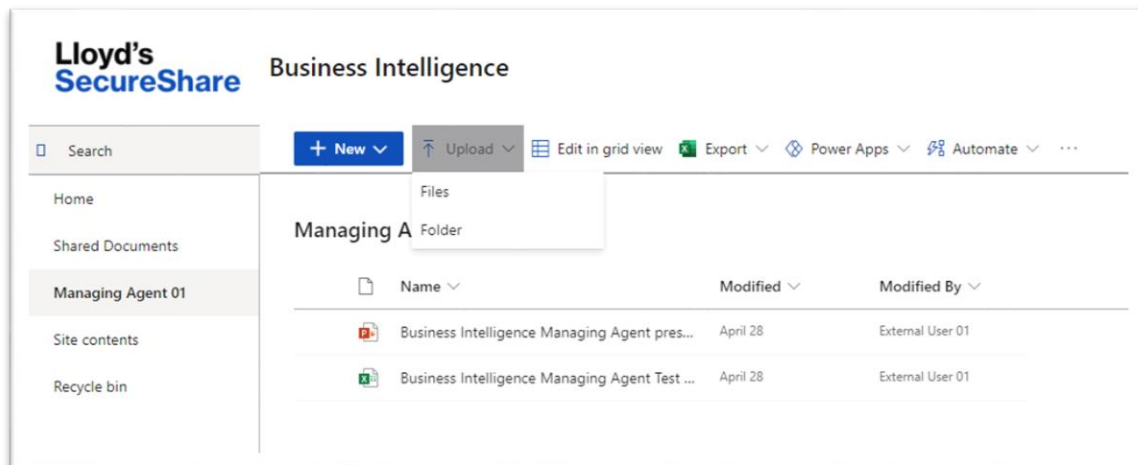 Lloyd's
SecureShare
Business Intelligence
Search
New Upload Edit in grid view Export Power Apps Automate ...
Files
Folder
Home
Shared Documents
Managing Agent 01
Site contents
Recycle bin
Managing A
Name Modified Modified By
Business Intelligence Managing Agent pres... April 28 External User 01
Business Intelligence Managing Agent Test ... April 28 External User 01